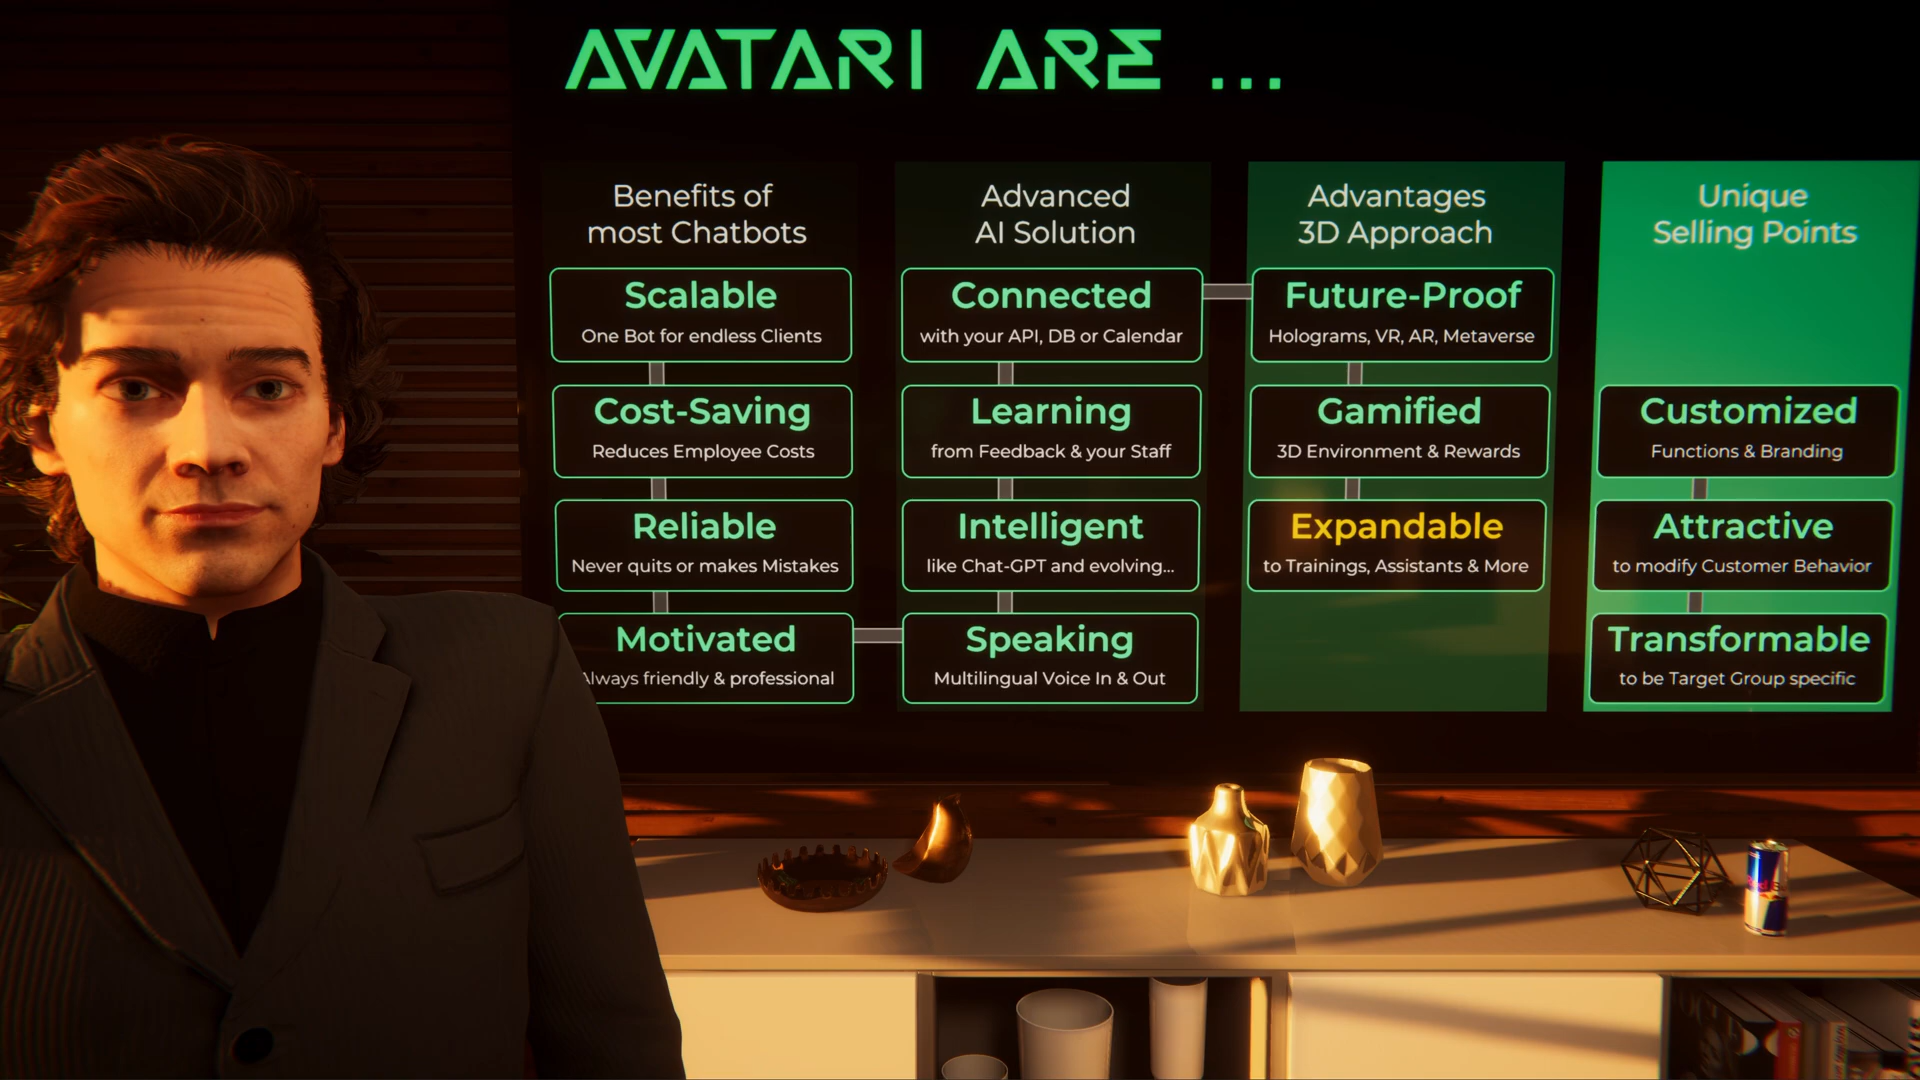 AVATARI ARE ...
Benefits of
most Chatbots
Scalable
One Bot for endless Clients
Cost-Saving
Reduces Employee Costs
Reliable
Never quits or makes Mistakes
Motivated
Always friendly & professional
Advanced
AI Solution
Connected
with your API, DB or Calendar
Learning
from Feedback & your Staff
Intelligent
like Chat-GPT and evolving...
Speaking
Multilingual Voice In & Out
Advantages
3D Approach
Future-Proof
Holograms, VR, AR, Metaverse
Gamified
3D Environment & Rewards
Expandable
to Trainings, Assistants & More
Unique
Selling Points
Customized
Functions & Branding
Attractive
to modify Customer Behavior
Transformable
to be Target Group specific